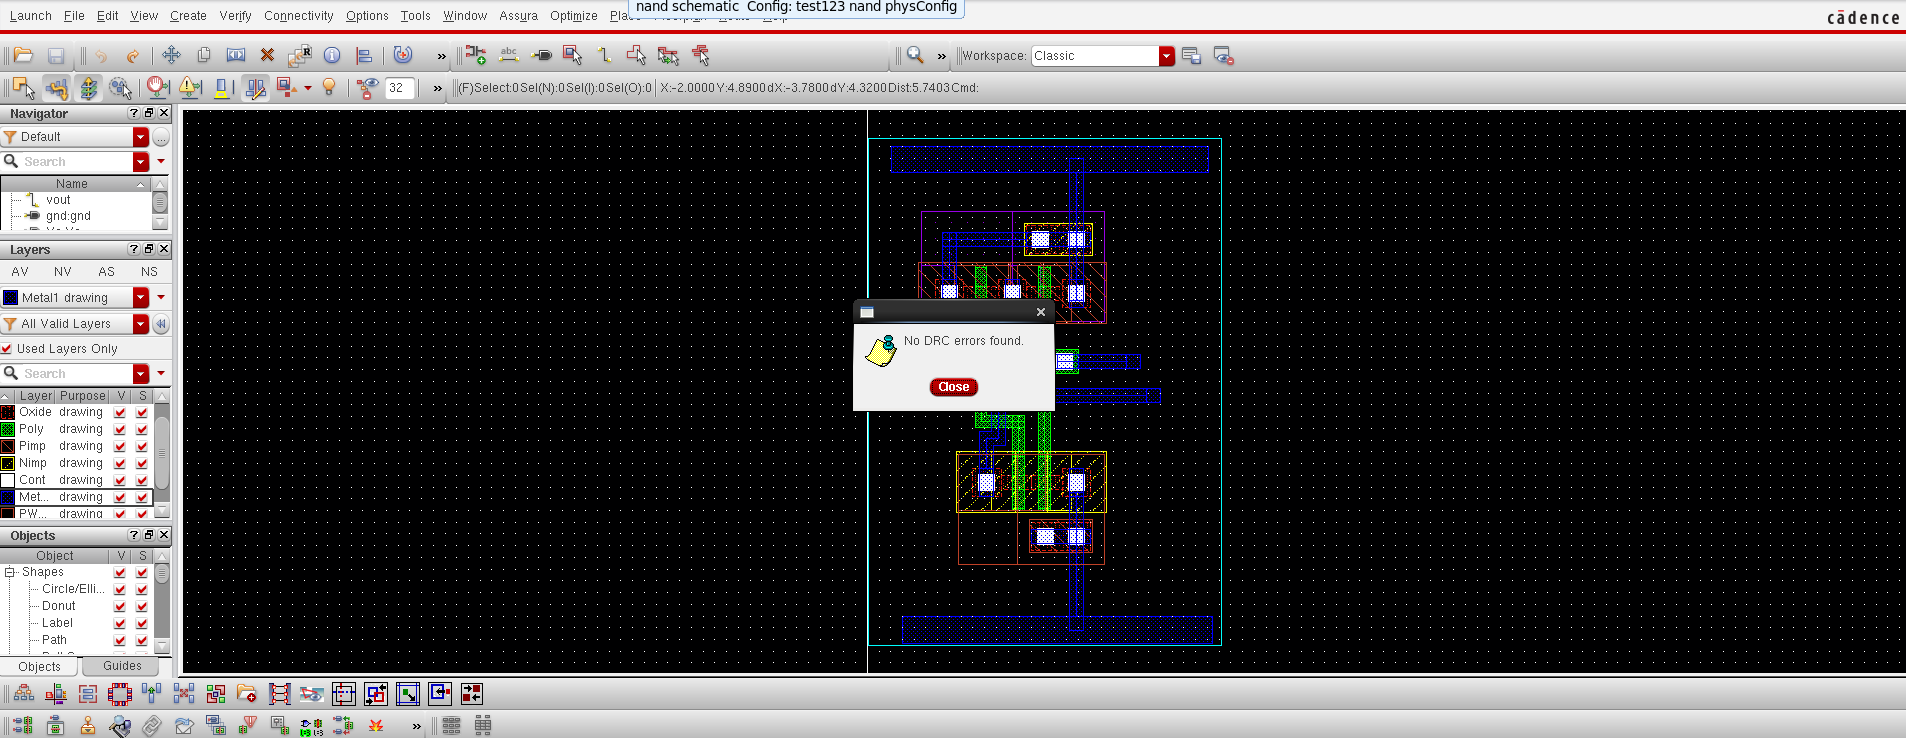 nand schematic Config: test123 nand physConfig
Launch File Edit View Create Verify Connectivity Options Tools Window Assura Optimize
cādence
abc
R
»
»
Workspace: Classic
32
»
(F)Select:0 Sel(N):0 Sel(I):0 Sel(O):0 X:-2.0000 Y:4.8900 dX:-3.7800 dY:4.3200 Dist:5.7403 Cmd:
Navigator
Default
Search
Name
vout
gnd:gnd
Layers
AV NV AS NS
Metal1 drawing
All Valid Layers
Used Layers Only
Search
Layer Purpose V S
Oxide drawing
Poly drawing
Pimp drawing
Nimp drawing
Cont drawing
Met... drawing
PW... drawing
Objects
Object V S
Shapes
Circle/Elli...
Donut
Label
Path
Objects Guides
No DRC errors found.
Close
»